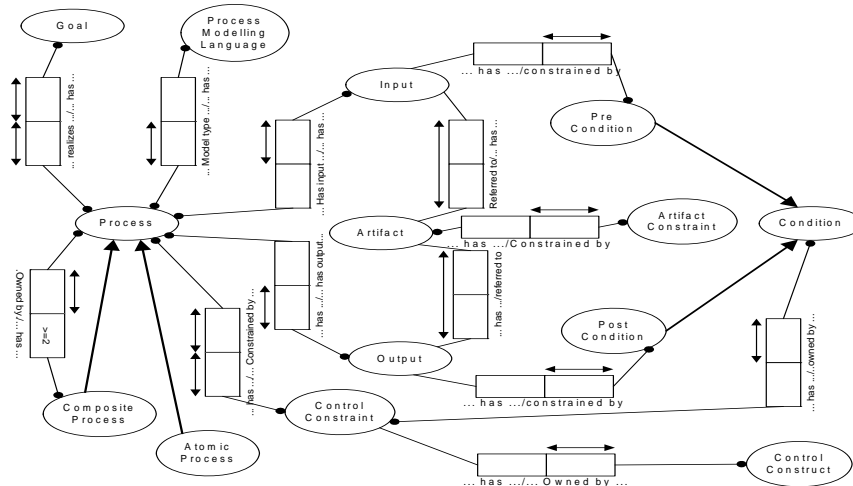 Goal
Process
Modelling
Language
... realizes .../... has ...
... Model type .../... has ...
... has .../constrained by
Input
Pre
Condition
...Has input .../... has ...
Referred to/... has ...
Process
Artifact
... has .../Constrained by
Artifact
Constraint
Condition
...Owned by/... has...
>=2
...has .../... Constrained by ...
...has .../... has output...
... has .../referred to
Post
Condition
... has .../... owned by ...
Output
... has .../constrained by
Composite
Process
Control
Constraint
Atomic
Process
... has .../... Owned by ...
Control
Construct